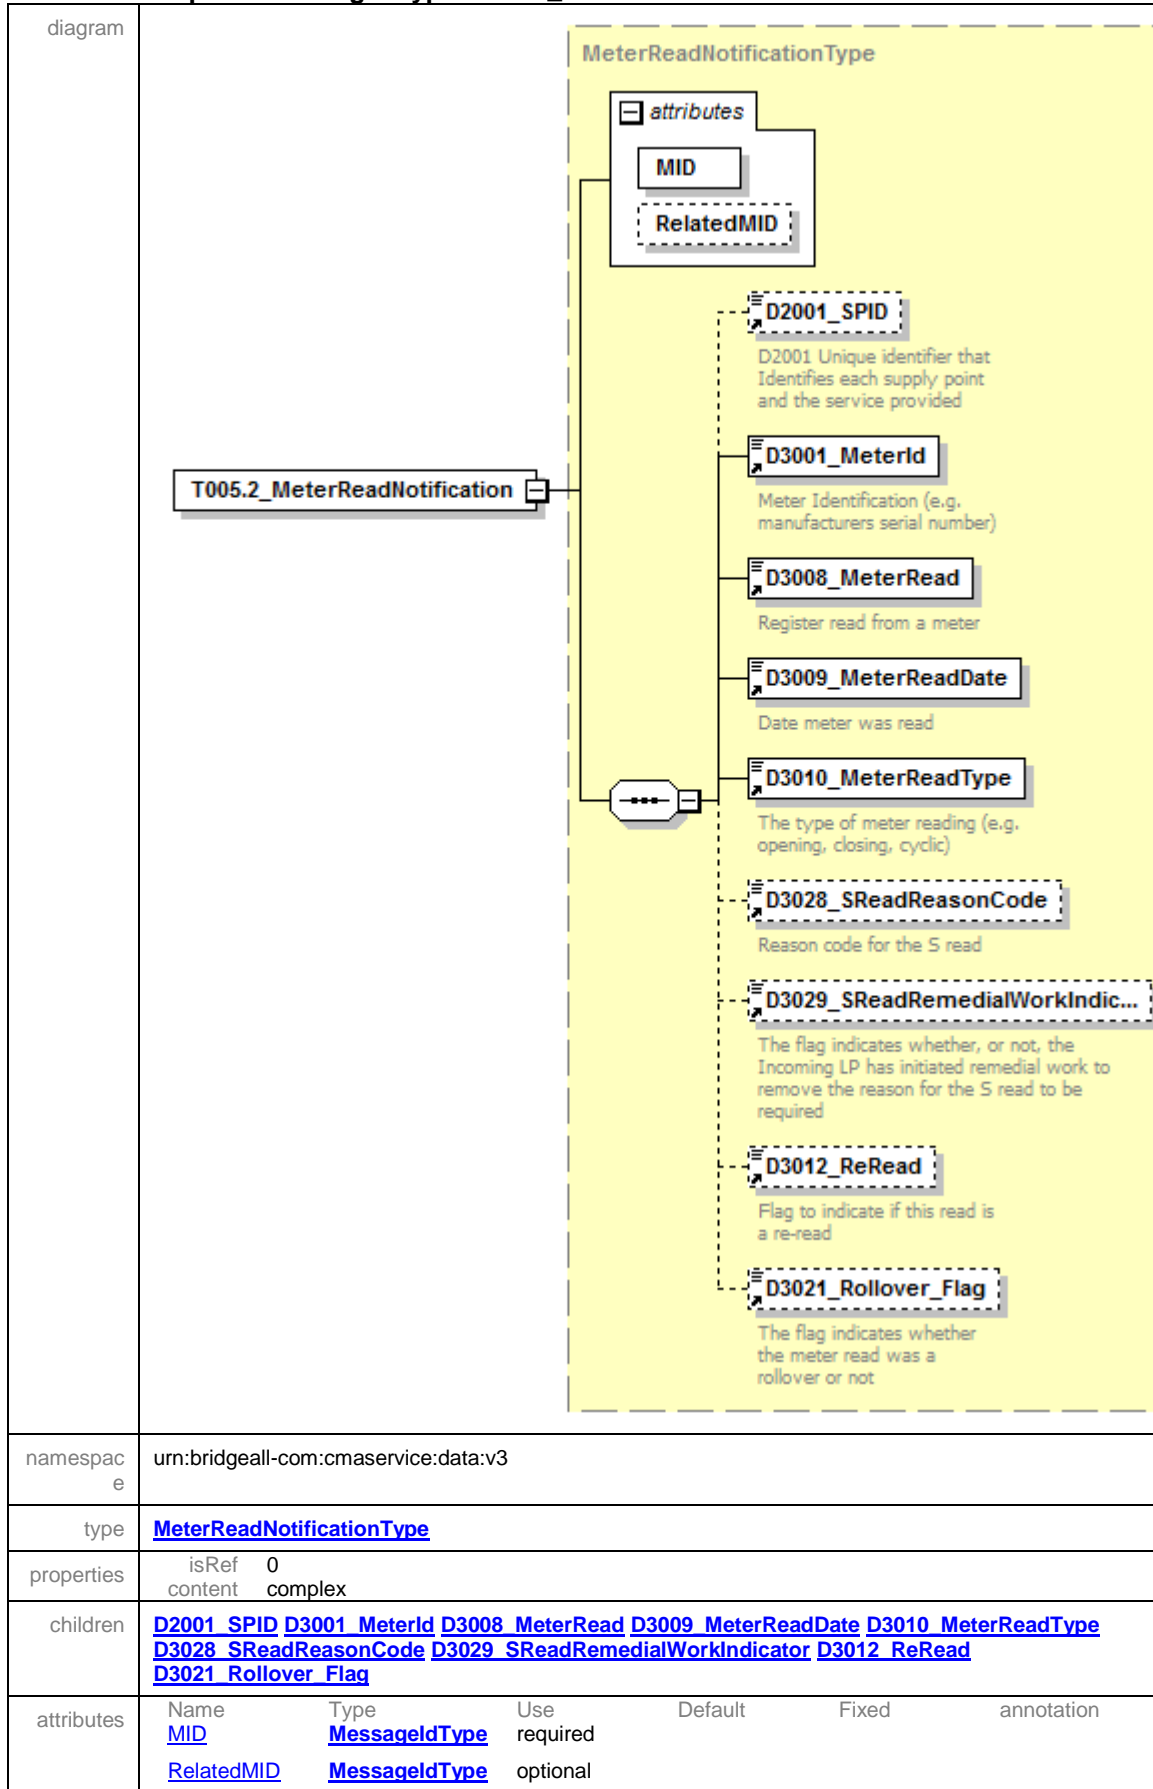 diagram
MeterReadNotificationType
attributes
MID
RelatedMID
D2001_SPID
D2001 Unique identifier that
Identifies each supply point
and the service provided
D3001_MeterId
Meter Identification (e.g.
manufacturers serial number)
T005.2_MeterReadNotification
D3008_MeterRead
Register read from a meter
D3009_MeterReadDate
Date meter was read
D3010_MeterReadType
The type of meter reading (e.g.
opening, closing, cyclic)
D3028_SReadReasonCode
Reason code for the S read
D3029_SReadRemedialWorkIndic...
The flag indicates whether, or not, the
Incoming LP has initiated remedial work to
remove the reason for the S read to be
required
D3012_ReRead
Flag to indicate if this read is
a re-read
D3021_Rollover_Flag
The flag indicates whether
the meter read was a
rollover or not
namespac
e
urn:bridgeall-com:cmaservice:data:v3
type MeterReadNotificationType
properties isRef 0
content complex
children D2001_SPID D3001_MeterId D3008_MeterRead D3009_MeterReadDate D3010_MeterReadType
D3028_SReadReasonCode D3029_SReadRemedialWorkIndicator D3012_ReRead
D3021_Rollover_Flag
attributes Name Type Use Default Fixed annotation
MID MessageIdType required
RelatedMID MessageIdType optional